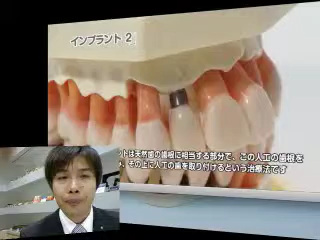 インプラント 2
ントは天然歯の歯根に相当する部分で、この人工の歯根を
、その上に人工の歯を取り付けるという治療法です